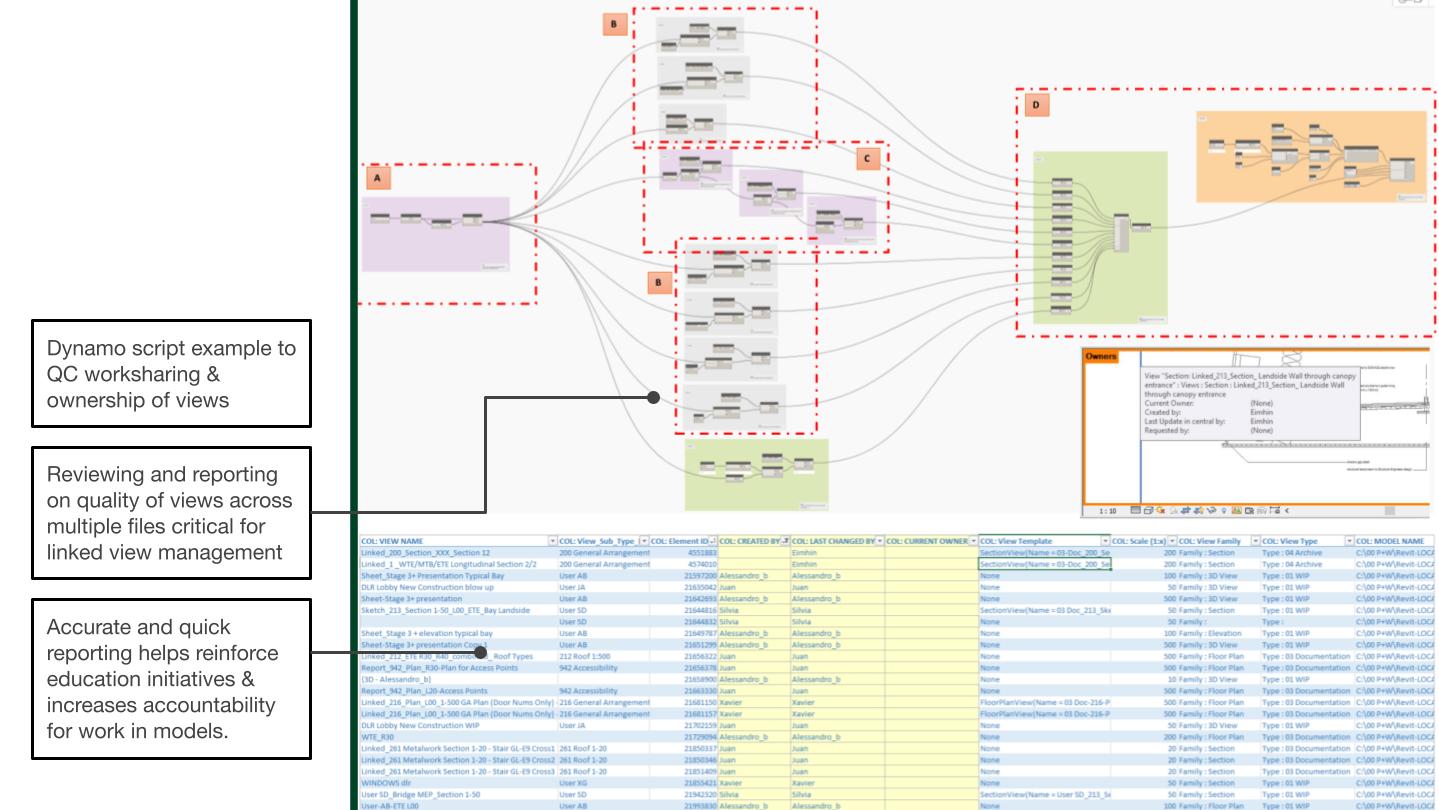 B
C
D
A
B
Dynamo script example to
QC worksharing &
ownership of views
Reviewing and reporting
on quality of views across
multiple files critical for
linked view management
Accurate and quick
reporting helps reinforce
education initiatives &
increases accountability
for work in models.
Owners
View "Section: Linked_213_Section_ Landside Wall through canopy
entrance" : Views : Section : Linked_213_Section_ Landside Wall
through canopy entrance
Current Owner: (None)
Created by: Eimhin
Last Update in central by: Eimhin
Requested by: (None)
1 : 10
COL: VIEW NAME COL: View_Sub_Type_ COL: Element ID COL: CREATED BY COL: LAST CHANGED BY COL: CURRENT OWNER COL: View Template COL: Scale [1:x] COL: View Family COL: View Type COL: MODEL NAME
Linked_200_Section_XXX_Section 12 200 General Arrangement 4551883 Eimhin SectionView(Name = 03-Doc_200_Se 200 Family : Section Type : 04 Archive C:\00 P+W\Revit-LOCA
Linked_1 _WTE/MTB/ETE Longitudinal Section 2/2 200 General Arrangement 4574010 Eimhin SectionView(Name = 03-Doc_200_Se 200 Family : Section Type : 04 Archive C:\00 P+W\Revit-LOCA
Sheet_Stage 3+ Presentation Typical Bay User AB 21597200 Alessandro_b Alessandro_b None 100 Family : 3D View Type : 01 WIP C:\00 P+W\Revit-LOCA
DLR Lobby New Construction blow up User JA 21635042 Juan Juan None 50 Family : 3D View Type : 01 WIP C:\00 P+W\Revit-LOCA
Sheet-Stage 3+ presentation User AB 21642693 Alessandro_b Alessandro_b None 500 Family : 3D View Type : 01 WIP C:\00 P+W\Revit-LOCA
Sketch_213_Section 1-50_L00_ETE_Bay Landside User SD 21644816 Silvia Silvia SectionView(Name = 03 Doc_213_Ske 50 Family : Section Type : 01 WIP C:\00 P+W\Revit-LOCA
User SD 21644832 Silvia Silvia None 50 Family : Type : C:\00 P+W\Revit-LOCA
Sheet_Stage 3 + elevation typical bay User AB 21649787 Alessandro_b Alessandro_b None 100 Family : Elevation Type : 01 WIP C:\00 P+W\Revit-LOCA
Sheet-Stage 3+ presentation Copy 1 User AB 21651299 Alessandro_b Alessandro_b None 500 Family : 3D View Type : 01 WIP C:\00 P+W\Revit-LOCA
Linked_212_ETE R30_R40_ Roof Types 212 Roof 1:500 21656322 Juan Juan None 500 Family : Floor Plan Type : 03 Documentation C:\00 P+W\Revit-LOCA
Report_942_Plan_R30-Plan for Access Points 942 Accessibility 21656378 Juan Juan None 500 Family : Floor Plan Type : 03 Documentation C:\00 P+W\Revit-LOCA
{3D - Alessandro_b} 21658900 Alessandro_b Alessandro_b None 10 Family : 3D View Type : 01 WIP C:\00 P+W\Revit-LOCA
Report_942_Plan_L20-Access Points 942 Accessibility 21663330 Juan Juan None 500 Family : Floor Plan Type : 03 Documentation C:\00 P+W\Revit-LOCA
Linked_216_Plan_L00_1-500 GA Plan (Door Nums Only) - 216 General Arrangement 21681150 Xavier Xavier FloorPlanView(Name = 03 Doc-216-P 500 Family : Floor Plan Type : 03 Documentation C:\00 P+W\Revit-LOCA
Linked_216_Plan_L00_1-500 GA Plan (Door Nums Only) - 216 General Arrangement 21681157 Xavier Xavier FloorPlanView(Name = 03 Doc-216-P 500 Family : Floor Plan Type : 03 Documentation C:\00 P+W\Revit-LOCA
DLR Lobby New Construction WIP User JA 21702159 Juan Juan None 50 Family : 3D View Type : 01 WIP C:\00 P+W\Revit-LOCA
WTE_R30 21729094 Alessandro_b Alessandro_b None 200 Family : Floor Plan Type : 03 Documentation C:\00 P+W\Revit-LOCA
Linked_261 Metalwork Section 1-20 - Stair GL-E9 Cross1 261 Roof 1-20 21850337 Juan Juan None 20 Family : Section Type : 03 Documentation C:\00 P+W\Revit-LOCA
Linked_261 Metalwork Section 1-20 - Stair GL-E9 Cross2 261 Roof 1-20 21850346 Juan Juan None 20 Family : Section Type : 03 Documentation C:\00 P+W\Revit-LOCA
Linked_261 Metalwork Section 1-20 - Stair GL-E9 Cross3 261 Roof 1-20 21851409 Juan Juan None 20 Family : Section Type : 03 Documentation C:\00 P+W\Revit-LOCA
WINDOWS dlr User XG 21855421 Xavier Xavier None 50 Family : Section Type : 01 WIP C:\00 P+W\Revit-LOCA
User SD_Bridge MEP_Section 1-50 User SD 21942320 Silvia Silvia SectionView(Name = User SD_213_Se 50 Family : Section Type : 01 WIP C:\00 P+W\Revit-LOCA
User-AB-ETE L00 User AB 21993830 Alessandro_b Alessandro_b None 100 Family : Floor Plan Type : 01 WIP C:\00 P+W\Revit-LOCA